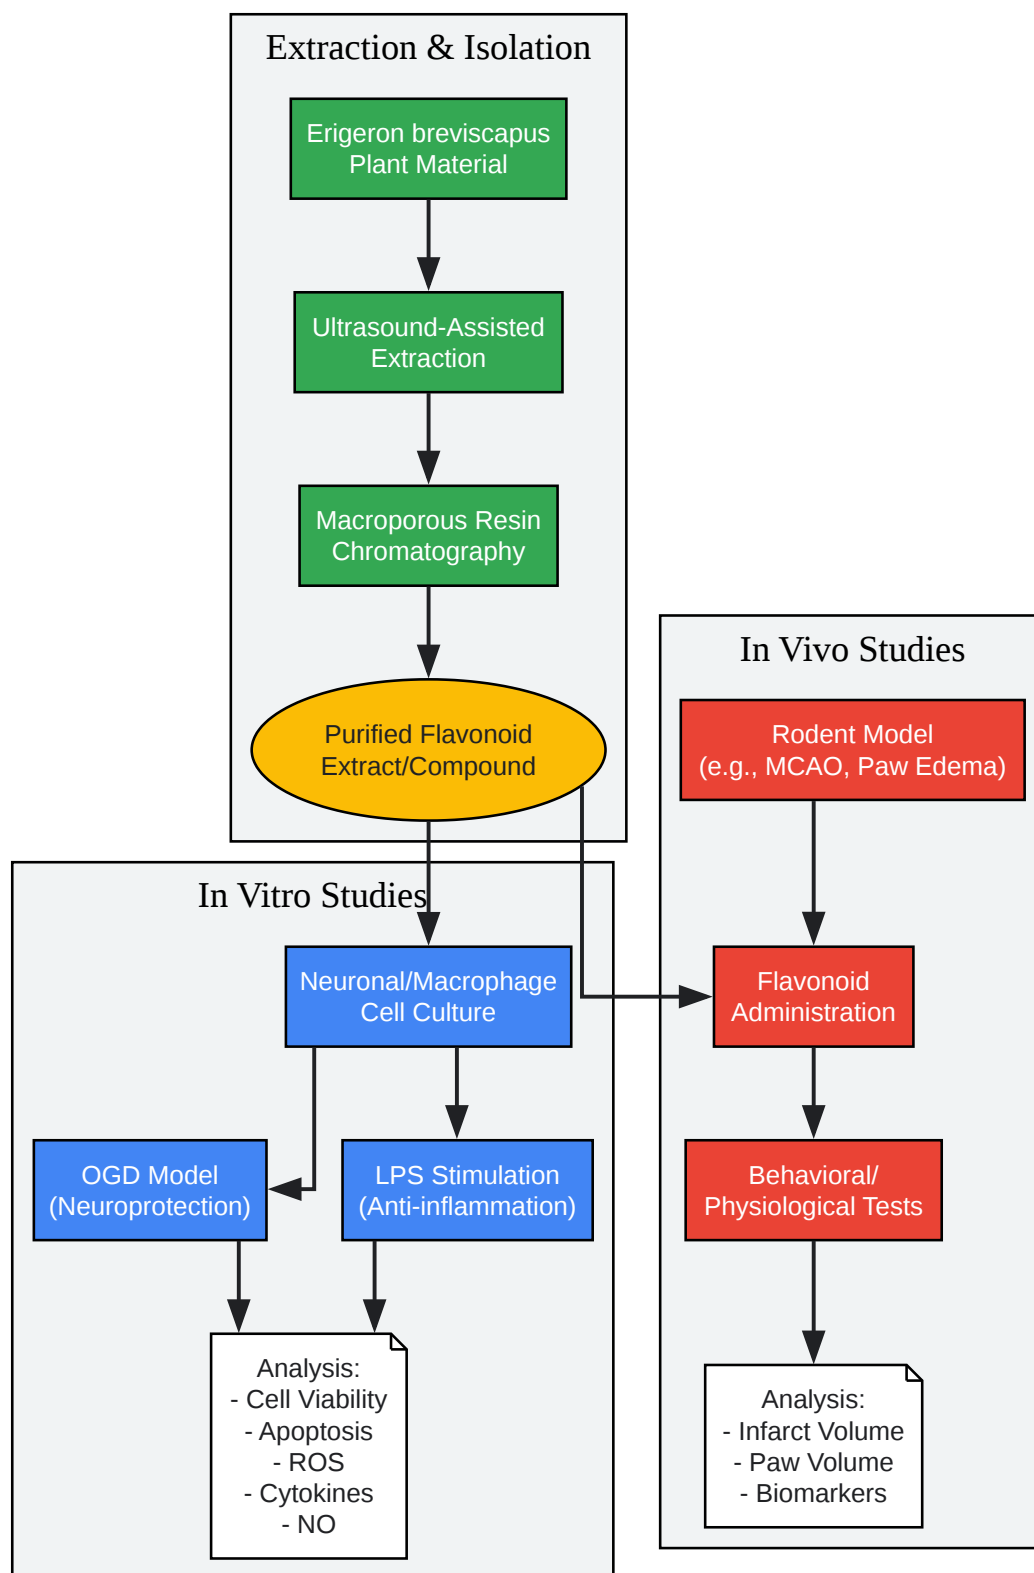 Extraction & Isolation
Erigeron breviscapus
Plant Material
Ultrasound-Assisted
Extraction
Macroporous Resin
Chromatography
Purified Flavonoid
Extract/Compound
In Vitro Studies
Neuronal/Macrophage
Cell Culture
OGD Model
(Neuroprotection)
LPS Stimulation
(Anti-inflammation)
Analysis:
- Cell Viability
- Apoptosis
- ROS
- Cytokines
- NO
In Vivo Studies
Rodent Model
(e.g., MCAO, Paw Edema)
Flavonoid
Administration
Behavioral/
Physiological Tests
Analysis:
- Infarct Volume
- Paw Volume
- Biomarkers